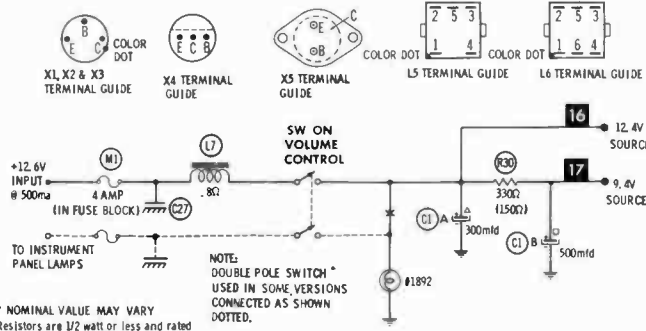 B
E
C
COLOR
DOT
X1, X2 & X3
TERMINAL GUIDE
E C B
X4 TERMINAL
GUIDE
C
E
B
X5 TERMINAL
GUIDE
2 5 3
1 4
COLOR DOT
L5 TERMINAL GUIDE
2 5 3
1 6 4
COLOR DOT
L6 TERMINAL GUIDE
+12.6V
INPUT
@ 500ma
M1
4 AMP
(IN FUSE BLOCK)
C27
L7
.8Ω
SW ON
VOLUME
CONTROL
16
12.4V
SOURCE
17
9.4V
SOURCE
R30
330Ω
(150Ω)
C1 A
300mfd
C1 B
500mfd
#1892
TO INSTRUMENT
PANEL LAMPS
NOTE:
DOUBLE POLE SWITCH
USED IN SOME VERSIONS
CONNECTED AS SHOWN
DOTTED.
NOMINAL VALUE MAY VARY
Resistors are 1/2 watt or less and rated